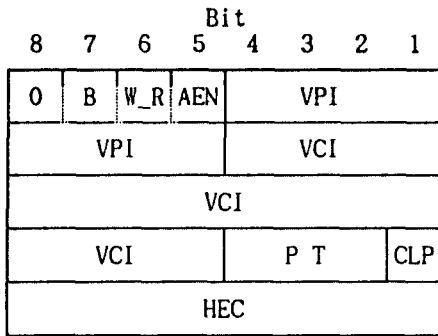 Bit
8 7 6 5 4 3 2 1
0 B W_R AEN VPI
VPI VCI
VCI
VCI P T CLP
HEC